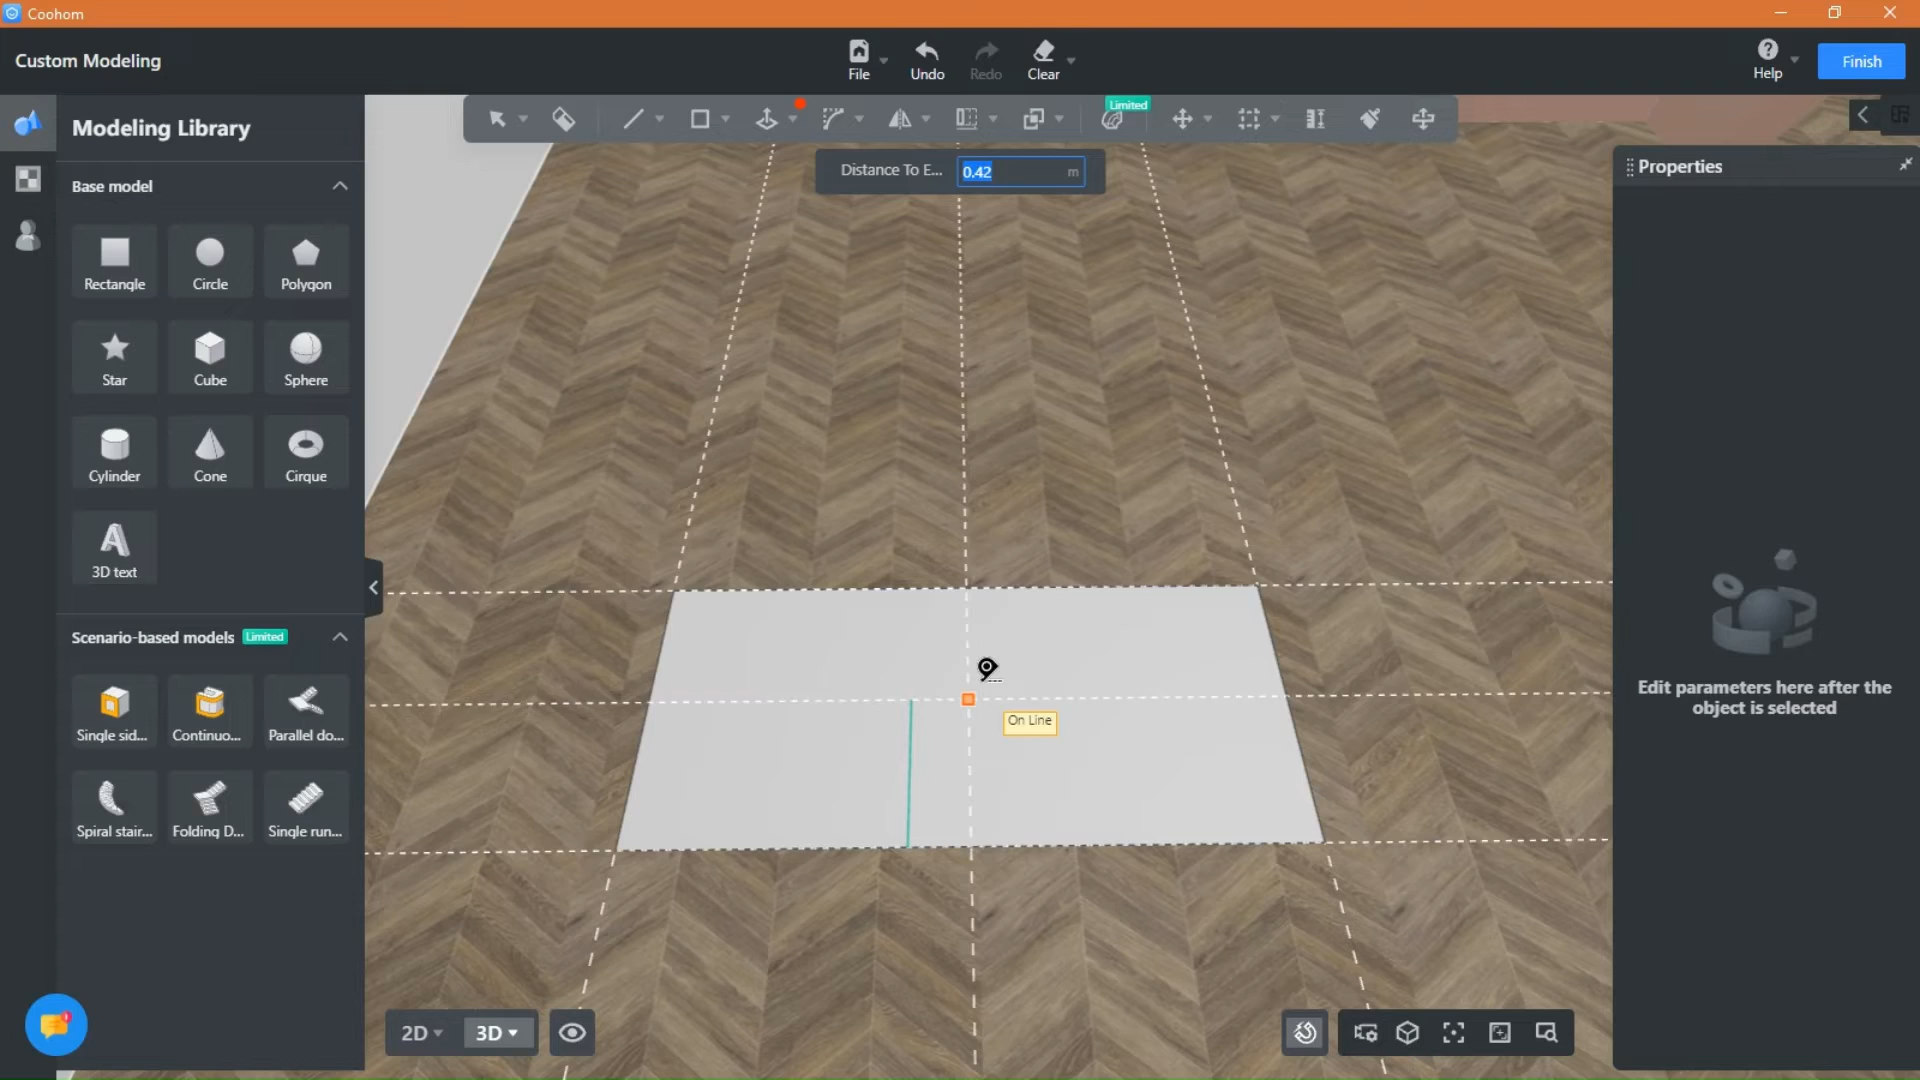 Coohom
Custom Modeling
File
Undo
Redo
Clear
Help
Finish
Limited
Modeling Library
Base model
Rectangle
Circle
Polygon
Star
Cube
Sphere
Cylinder
Cone
Cirque
3D text
Scenario-based models Limited
Single sid...
Continuo...
Parallel do...
Spiral stair...
Folding D...
Single run...
Distance To E... 0.42 m
On Line
Properties
Edit parameters here after the
object is selected
2D
3D